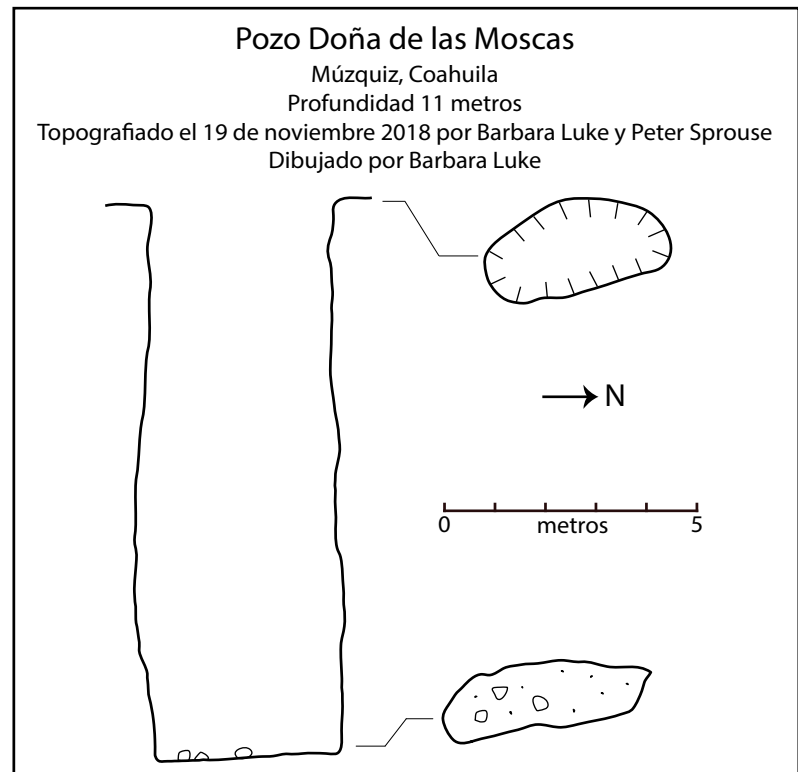 Pozo Doña de las Moscas
Múzquiz, Coahuila
Profundidad 11 metros
Topografiado el 19 de noviembre 2018 por Barbara Luke y Peter Sprouse
Dibujado por Barbara Luke
N
0 metros 5